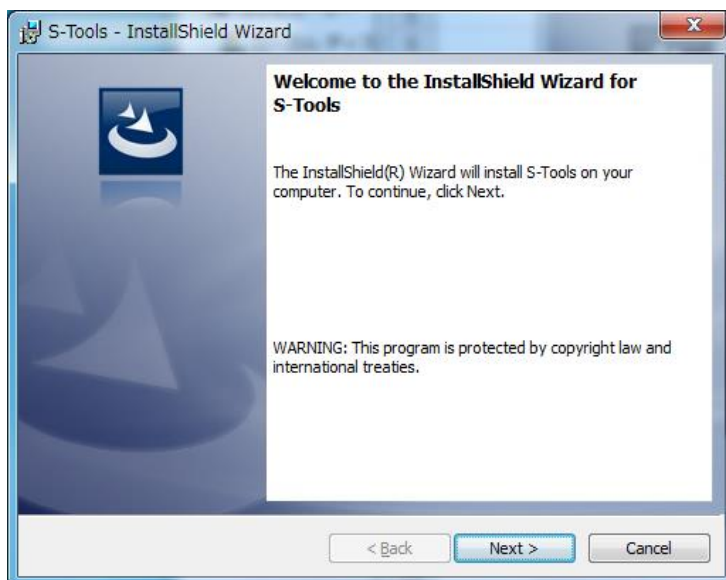 S-Tools - InstallShield Wizard
Welcome to the InstallShield Wizard for
S-Tools
The InstallShield(R) Wizard will install S-Tools on your
computer. To continue, click Next.
WARNING: This program is protected by copyright law and
international treaties.
< Back
Next >
Cancel